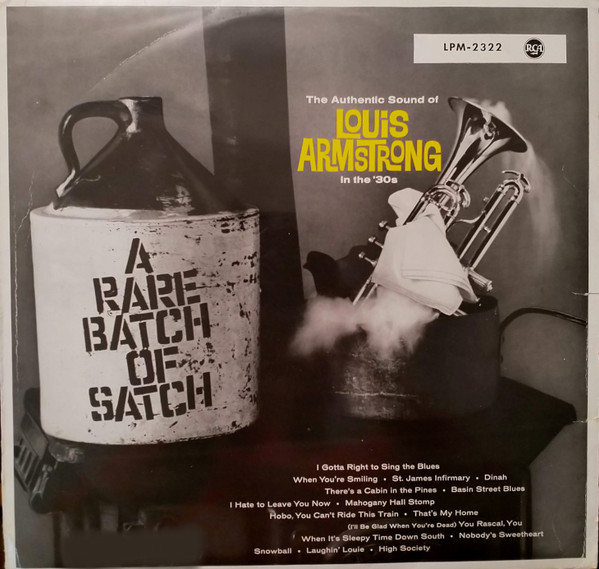 LPM-2322 RCA
The Authentic Sound of
LOUiS
ARMSTRONG
in the '30s
A
RARE
BATCH
OF
SATCH
I Gotta Right to Sing the Blues
When You're Smiling • St. James Infirmary • Dinah
There's a Cabin in the Pines • Basin Street Blues
I Hate to Leave You Now • Mahogany Hall Stomp
Hobo, You Can't Ride This Train • That's My Home
(I'll Be Glad When You're Dead) You Rascal, You
When It's Sleepy Time Down South • Nobody's Sweetheart
Snowball • Laughin' Louie • High Society